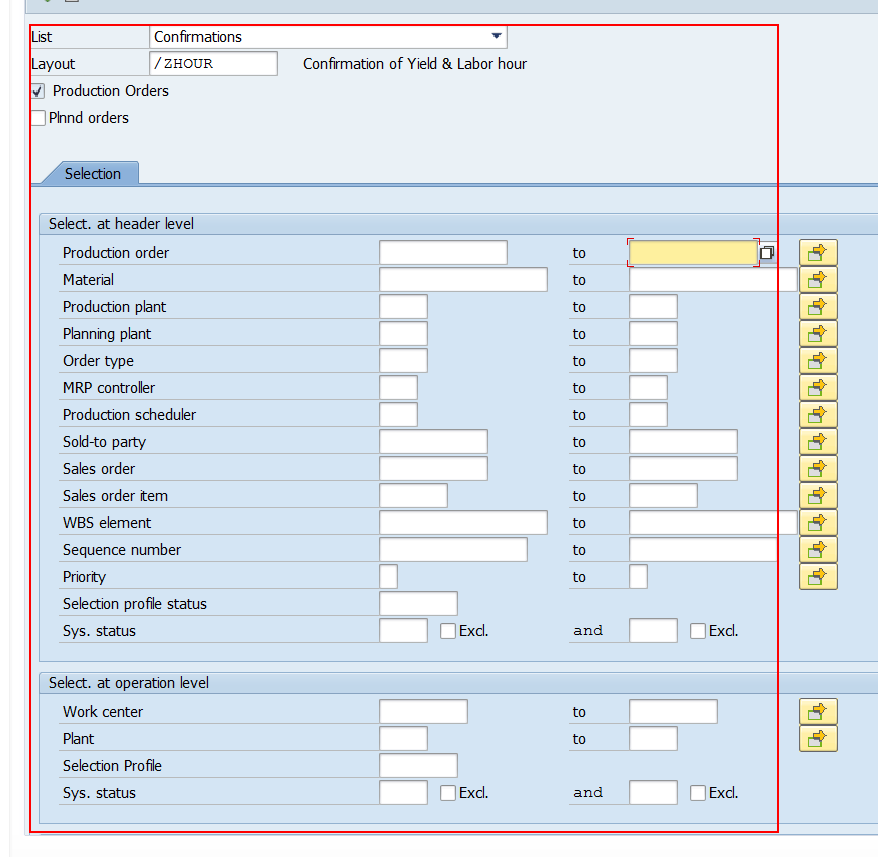 List Confirmations
Layout /ZHOUR Confirmation of Yield & Labor hour
Production Orders
Plnnd orders
Selection
Select. at header level
Production order to
Material to
Production plant to
Planning plant to
Order type to
MRP controller to
Production scheduler to
Sold-to party to
Sales order to
Sales order item to
WBS element to
Sequence number to
Priority to
Selection profile status
Sys. status Excl. and Excl.
Select. at operation level
Work center to
Plant to
Selection Profile
Sys. status Excl. and Excl.